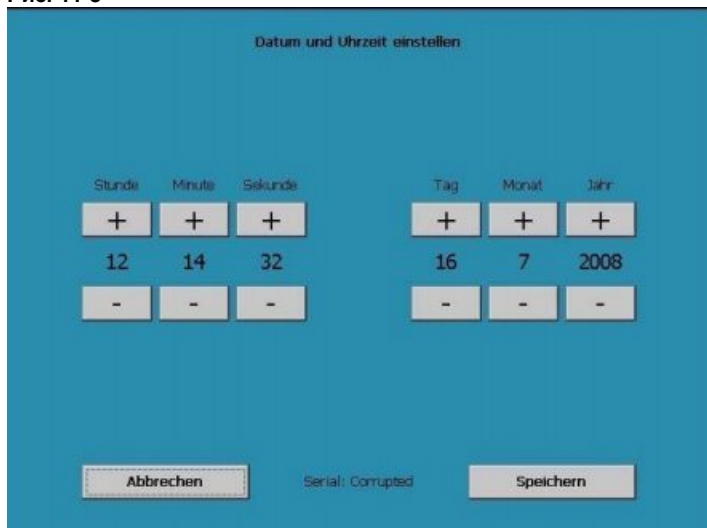 Datum und Uhrzeit einstellen
Stunde Minute Sekunde Tag Monat Jahr
+ + + + + +
12 14 32 16 7 2008
- - - - - -
Abbrechen Serial: Corrupted Speichern